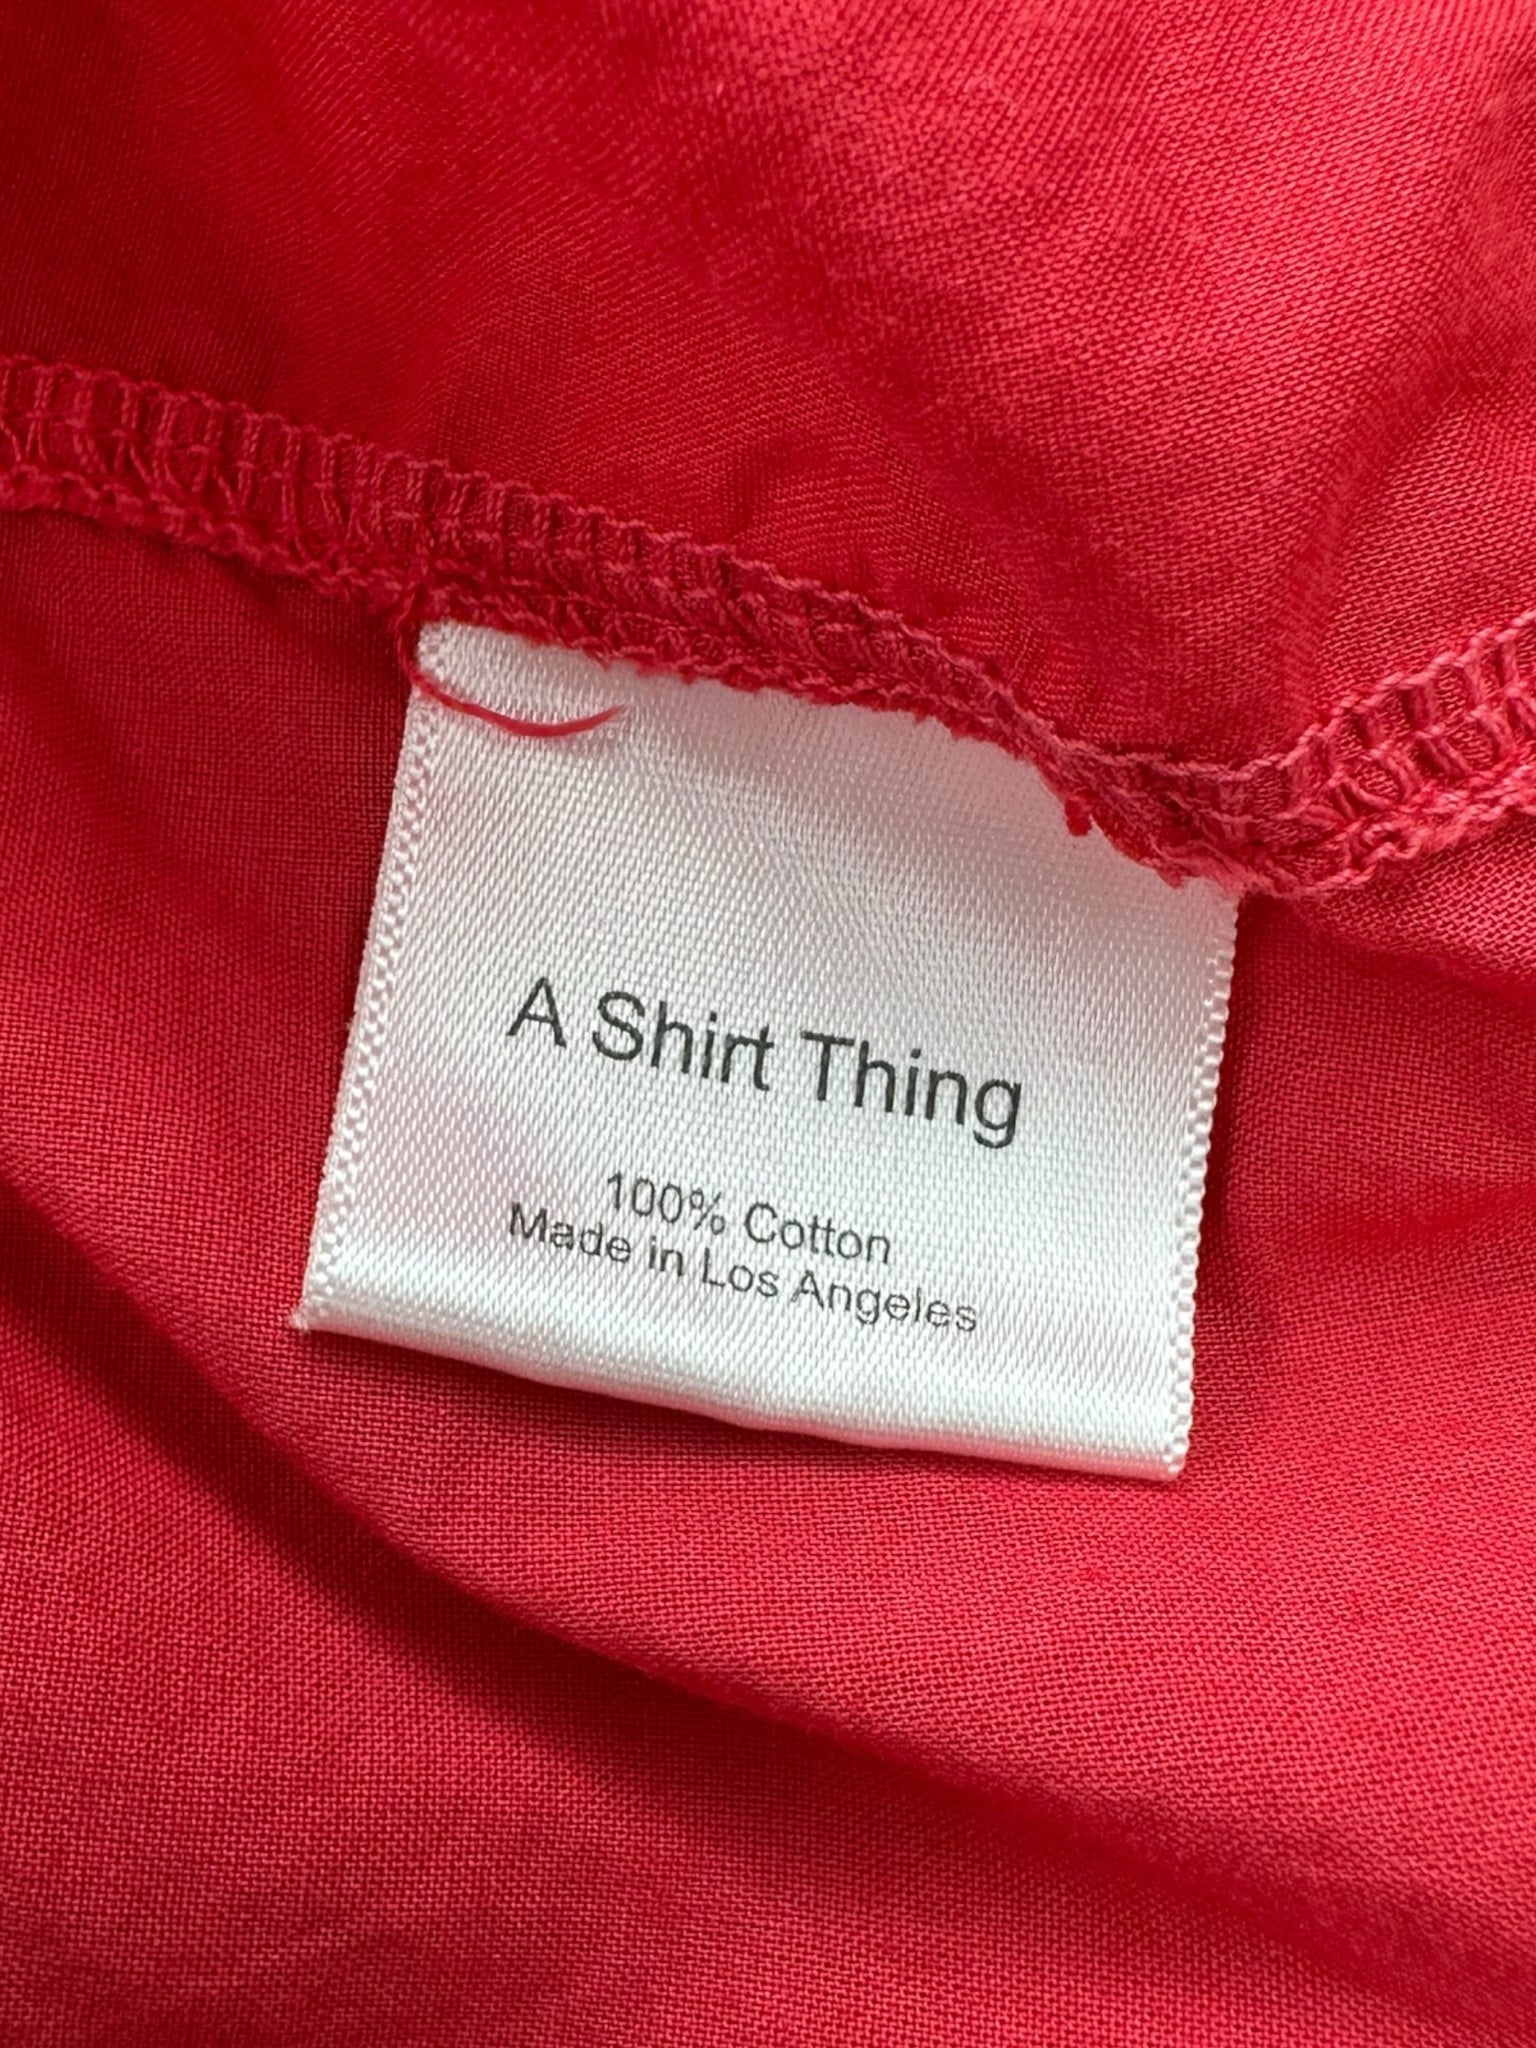 A Shirt Thing
100% Cotton
Made in Los Angeles